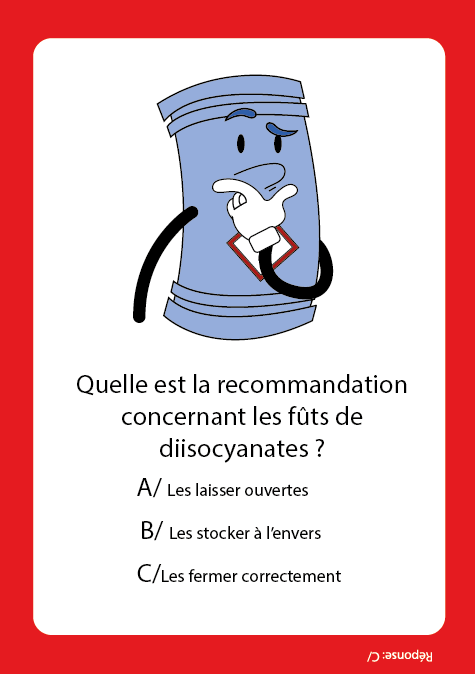 Quelle est la recommandation
concernant les fûts de
diisocyanates ?
A/ Les laisser ouvertes
B/ Les stocker à l'envers
C/Les fermer correctement
Réponse: C/